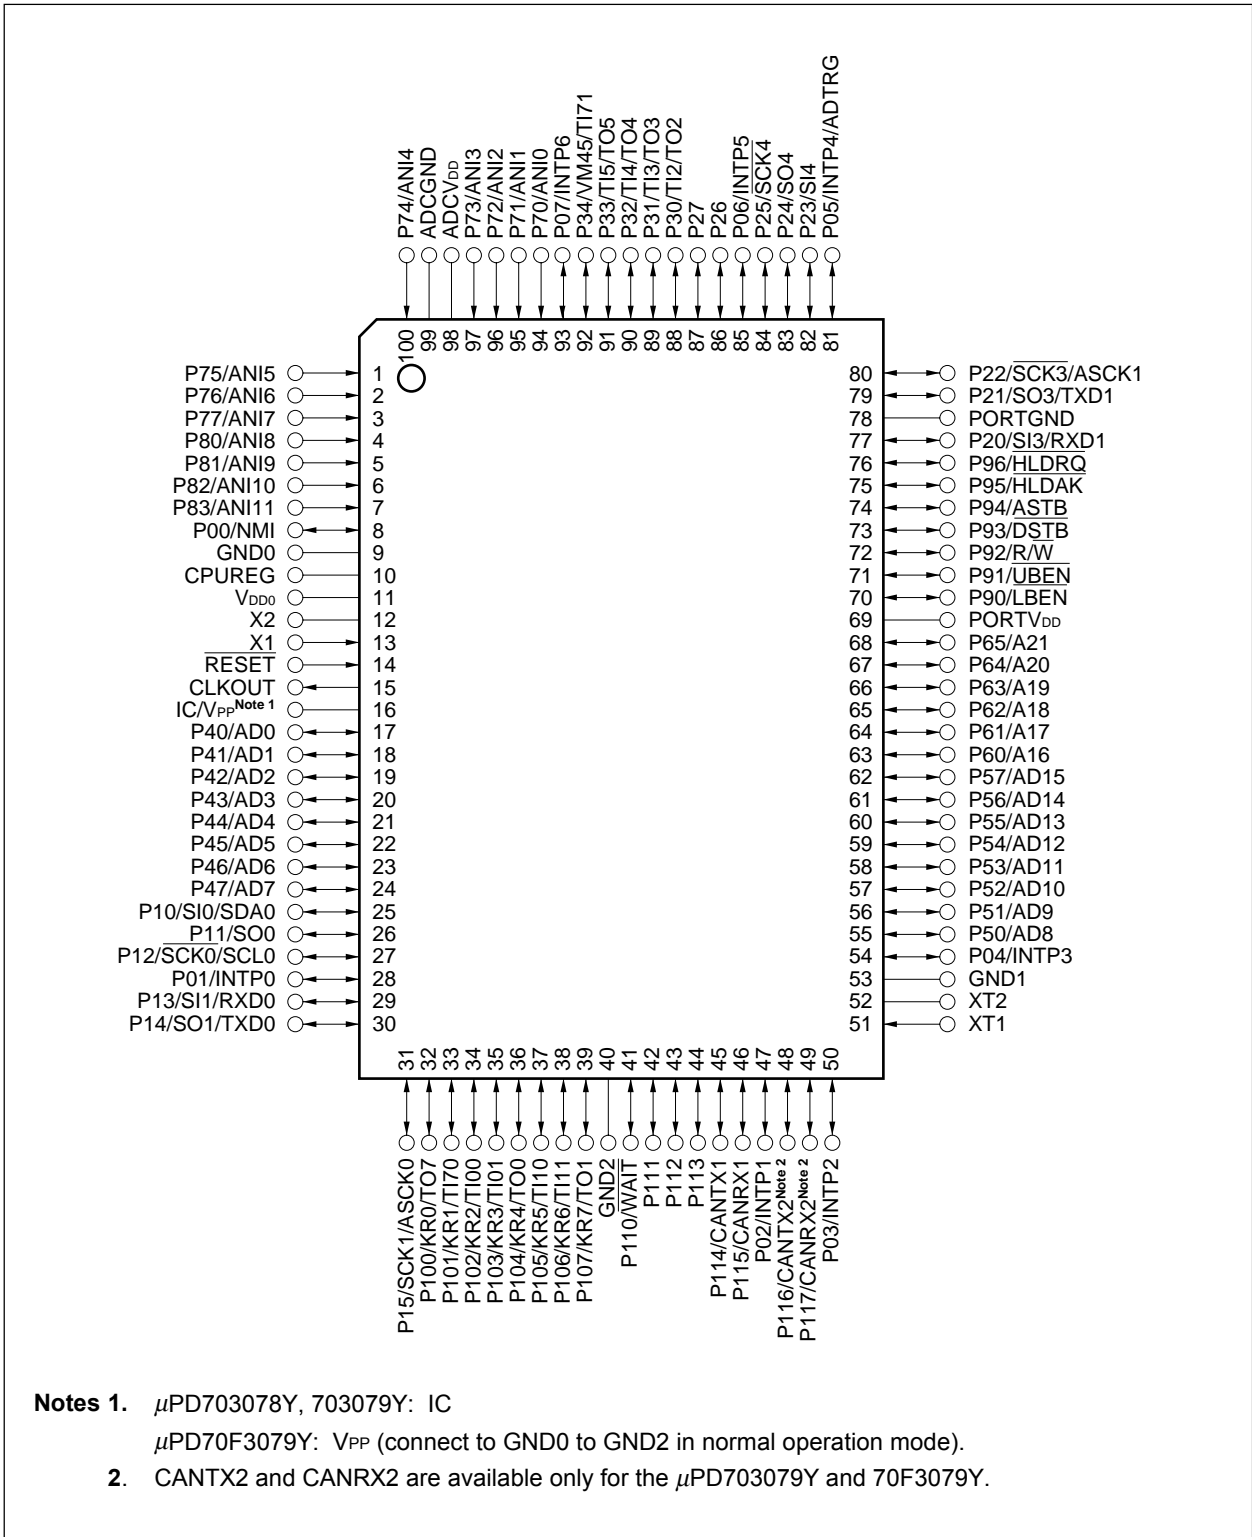 P74/ANI4
ADCGND
ADCVDD
P73/ANI3
P72/ANI2
P71/ANI1
P70/ANI0
P07/INTP6
P34/VM45/TI71
P33/TI5/TO5
P32/TI4/TO4
P31/TI3/TO3
P30/TI2/TO2
P27
P26
P06/INTP5
P25/SCK4
P24/SO4
P23/SI4
P05/INTP4/ADTRG
100
99
98
97
96
95
94
93
92
91
90
89
88
87
86
85
84
83
82
81
P75/ANI5 1
P76/ANI6 2
P77/ANI7 3
P80/ANI8 4
P81/ANI9 5
P82/ANI10 6
P83/ANI11 7
P00/NMI 8
GND0 9
CPUREG 10
VDD0 11
X2 12
X1 13
RESET 14
CLKOUT 15
IC/VPP Note 1 16
P40/AD0 17
P41/AD1 18
P42/AD2 19
P43/AD3 20
P44/AD4 21
P45/AD5 22
P46/AD6 23
P47/AD7 24
P10/SI0/SDA0 25
P11/SO0 26
P12/SCK0/SCL0 27
P01/INTP0 28
P13/SI1/RXD0 29
P14/SO1/TXD0 30
80 P22/SCK3/ASCK1
79 P21/SO3/TXD1
78 PORTGND
77 P20/SI3/RXD1
76 P96/HLDRQ
75 P95/HLDAK
74 P94/ASTB
73 P93/DSTB
72 P92/R/W
71 P91/UBEN
70 P90/LBEN
69 PORTVDD
68 P65/A21
67 P64/A20
66 P63/A19
65 P62/A18
64 P61/A17
63 P60/A16
62 P57/AD15
61 P56/AD14
60 P55/AD13
59 P54/AD12
58 P53/AD11
57 P52/AD10
56 P51/AD9
55 P50/AD8
54 P04/INTP3
53 GND1
52 XT2
51 XT1
31
32
33
34
35
36
37
38
39
40
41
42
43
44
45
46
47
48
49
50
P15/SCK1/ASCK0
P100/KR0/TO7
P101/KR1/TI70
P102/KR2/TI00
P103/KR3/TI01
P104/KR4/TO0
P105/KR5/TI10
P106/KR6/TI11
P107/KR7/TO1
GND2
P110/WAIT
P111
P112
P113
P114/CANTX1
P115/CANRX1
P02/INTP1
P116/CANTX2 Note 2
P117/CANRX2 Note 2
P03/INTP2
Notes 1. μPD703078Y, 703079Y: IC
μPD70F3079Y: VPP (connect to GND0 to GND2 in normal operation mode).
2. CANTX2 and CANRX2 are available only for the μPD703079Y and 70F3079Y.